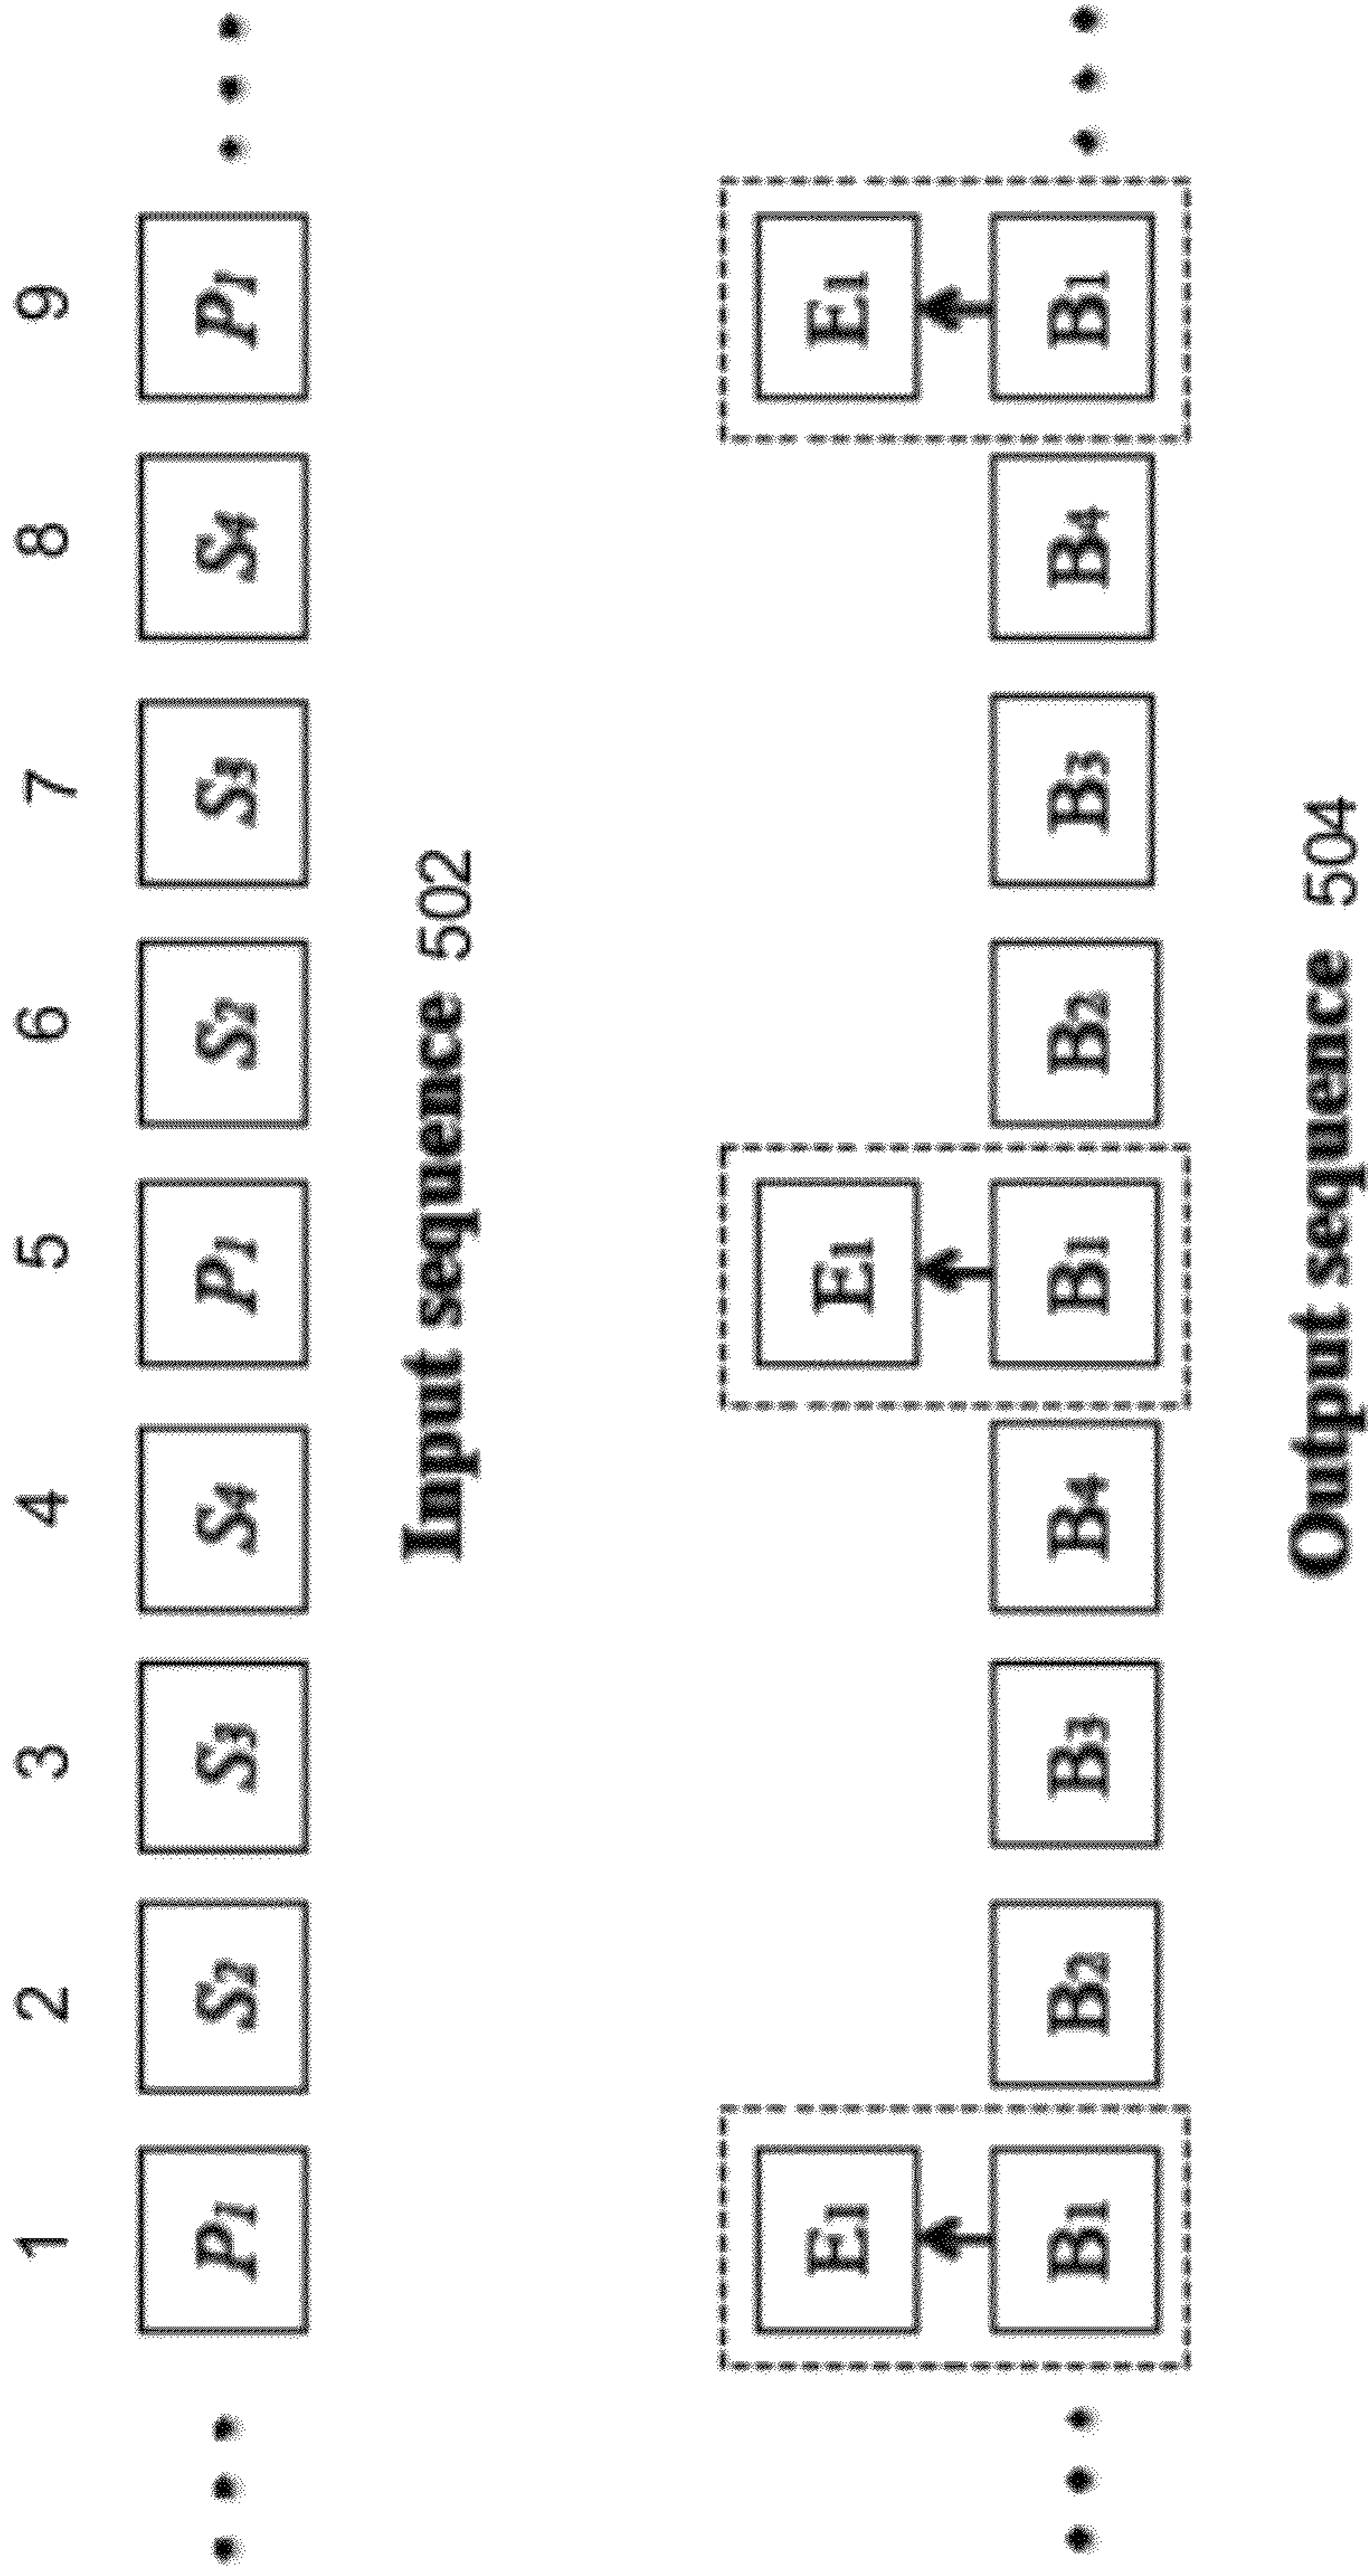 1 2 3 4 5 6 7 8 9
P1 S2 S3 S4 P1 S2 S3 S4 P1
Input sequence 502
E1 E1 E1
B1 B2 B3 B4 B1 B2 B3 B4 B1
Output sequence 504